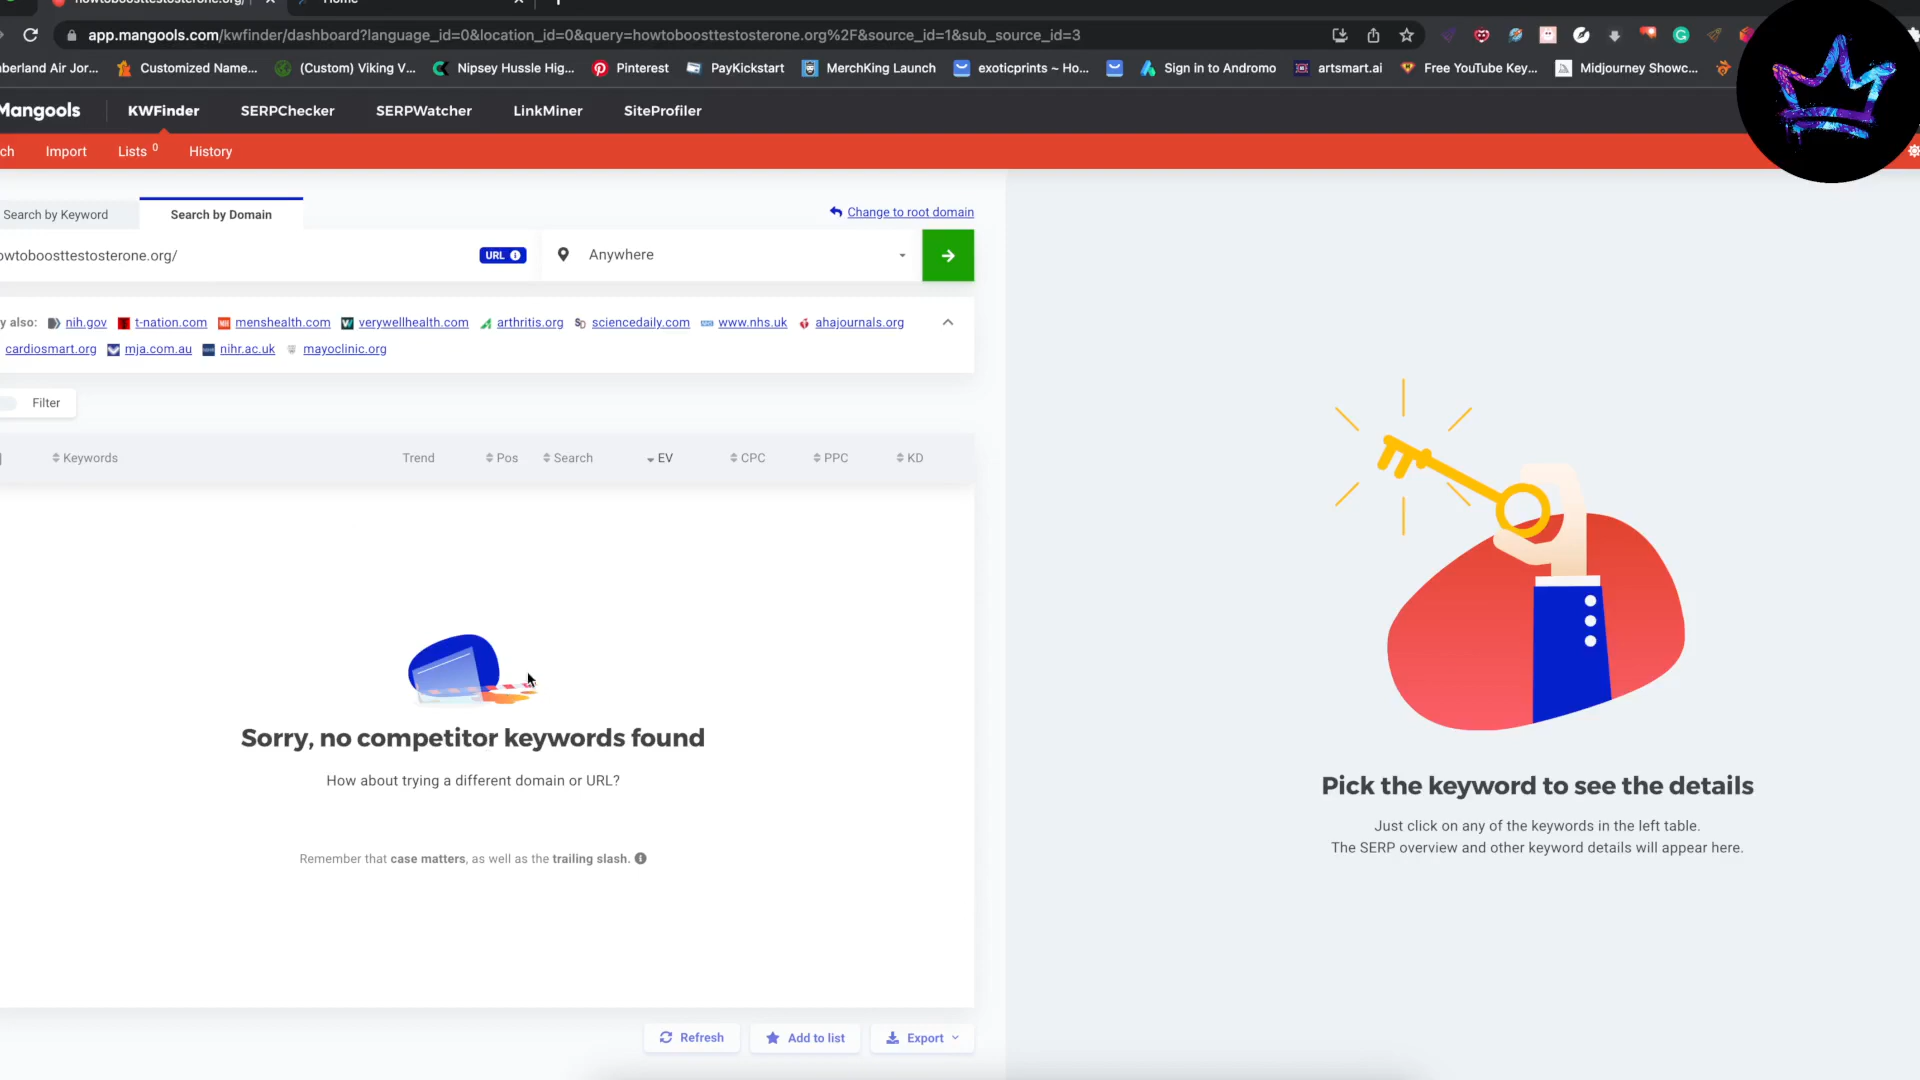 howtoboosttestosterone.org/
Home
app.mangools.com/kwfinder/dashboard?language_id=0&location_id=0&query=howtoboosttestosterone.org%2F&source_id=1&sub_source_id=3
berland Air Jor... Customized Name... (Custom) Viking V... Nipsey Hussle Hig... Pinterest PayKickstart MerchKing Launch exoticprints ~ Ho... Sign in to Andromo artsmart.ai Free YouTube Key... Midjourney Showc...
Mangools KWFinder SERPChecker SERPWatcher LinkMiner SiteProfiler
ch Import Lists 0 History
Search by Keyword Search by Domain Change to root domain
owtoboosttestosterone.org/ URL Anywhere
y also: nih.gov t-nation.com menshealth.com verywellhealth.com arthritis.org sciencedaily.com www.nhs.uk ahajournals.org
cardiosmart.org mja.com.au nihr.ac.uk mayoclinic.org
Filter
Keywords Trend Pos Search EV CPC PPC KD
Sorry, no competitor keywords found
How about trying a different domain or URL?
Remember that case matters, as well as the trailing slash.
Refresh Add to list Export
Pick the keyword to see the details
Just click on any of the keywords in the left table.
The SERP overview and other keyword details will appear here.